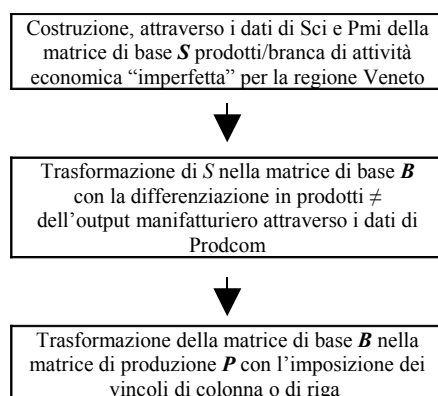 Costruzione, attraverso i dati di Sci e Pmi della
matrice di base S prodotti/branca di attività
economica “imperfetta” per la regione Veneto
Trasformazione di S nella matrice di base B
con la differenziazione in prodotti ≠
dell’output manifatturiero attraverso i dati di
Prodcom
Trasformazione della matrice di base B nella
matrice di produzione P con l’imposizione dei
vincoli di colonna o di riga